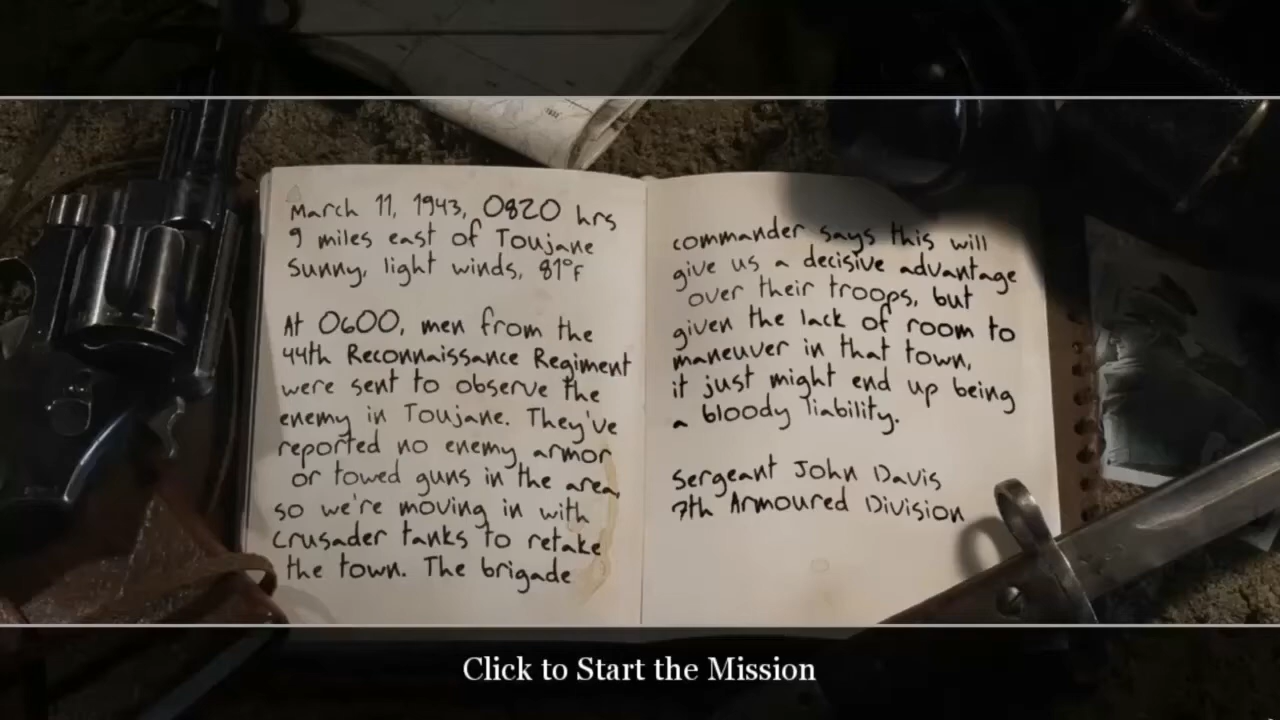 March 11, 1943, 0820 hrs
9 miles east of Toujane
Sunny, light winds, 81°F
At 0600, men from the
44th Reconnaissance Regiment
were sent to observe the
enemy in Toujane. They've
reported no enemy armor
or towed guns in the area,
so we're moving in with
crusader tanks to retake
the town. The brigade
commander says this will
give us a decisive advantage
over their troops, but
given the lack of room to
maneuver in that town,
it just might end up being
a bloody liability.
Sergeant John Davis
7th Armoured Division
Click to Start the Mission